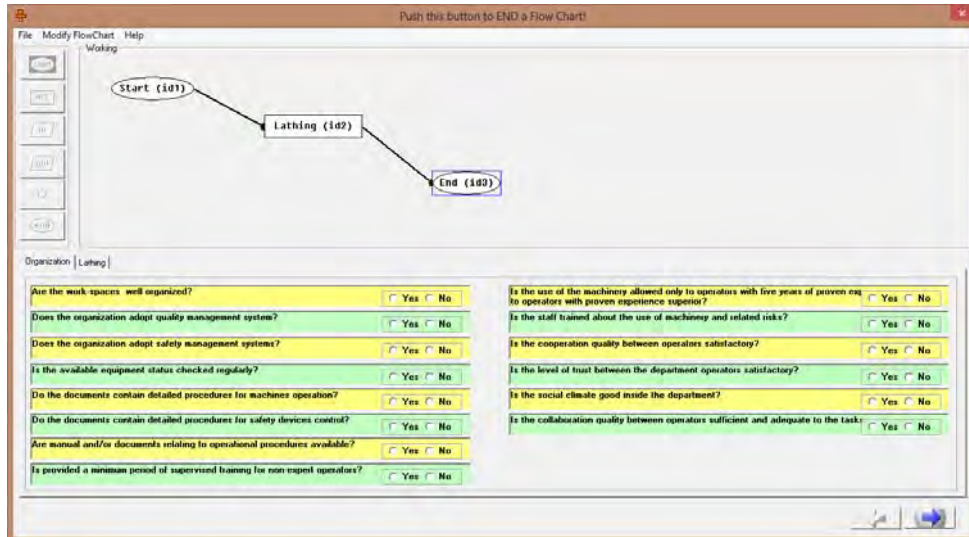 Push this button to END a Flow Chart!
File Modify FlowChart Help
Working
Start (id1)
Lathing (id2)
End (id3)
Organization Lathing
Are the work-spaces well organized? Yes No
Does the organization adopt quality management system? Yes No
Does the organization adopt safety management systems? Yes No
Is the available equipment status checked regularly? Yes No
Do the documents contain detailed procedures for machines operation? Yes No
Do the documents contain detailed procedures for safety devices control? Yes No
Are manual and/or documents relating to operational procedures available? Yes No
Is provided a minimum period of supervised training for non expert operators? Yes No
Is the use of the machinery allowed only to operators with five years of proven exp
to operators with proven experience superior? Yes No
Is the staff trained about the use of machinery and related risks? Yes No
Is the cooperation quality between operators satisfactory? Yes No
Is the level of trust between the department operators satisfactory? Yes No
Is the social climate good inside the department? Yes No
Is the collaboration quality between operators sufficient and adequate to the tasks Yes No